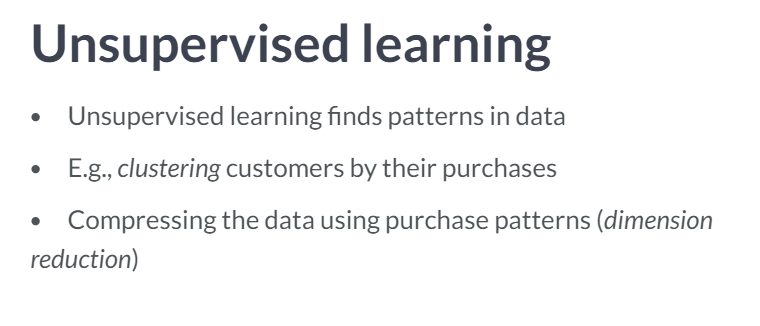 Unsupervised learning
• Unsupervised learning finds patterns in data
• E.g., clustering customers by their purchases
• Compressing the data using purchase patterns (dimension
reduction)